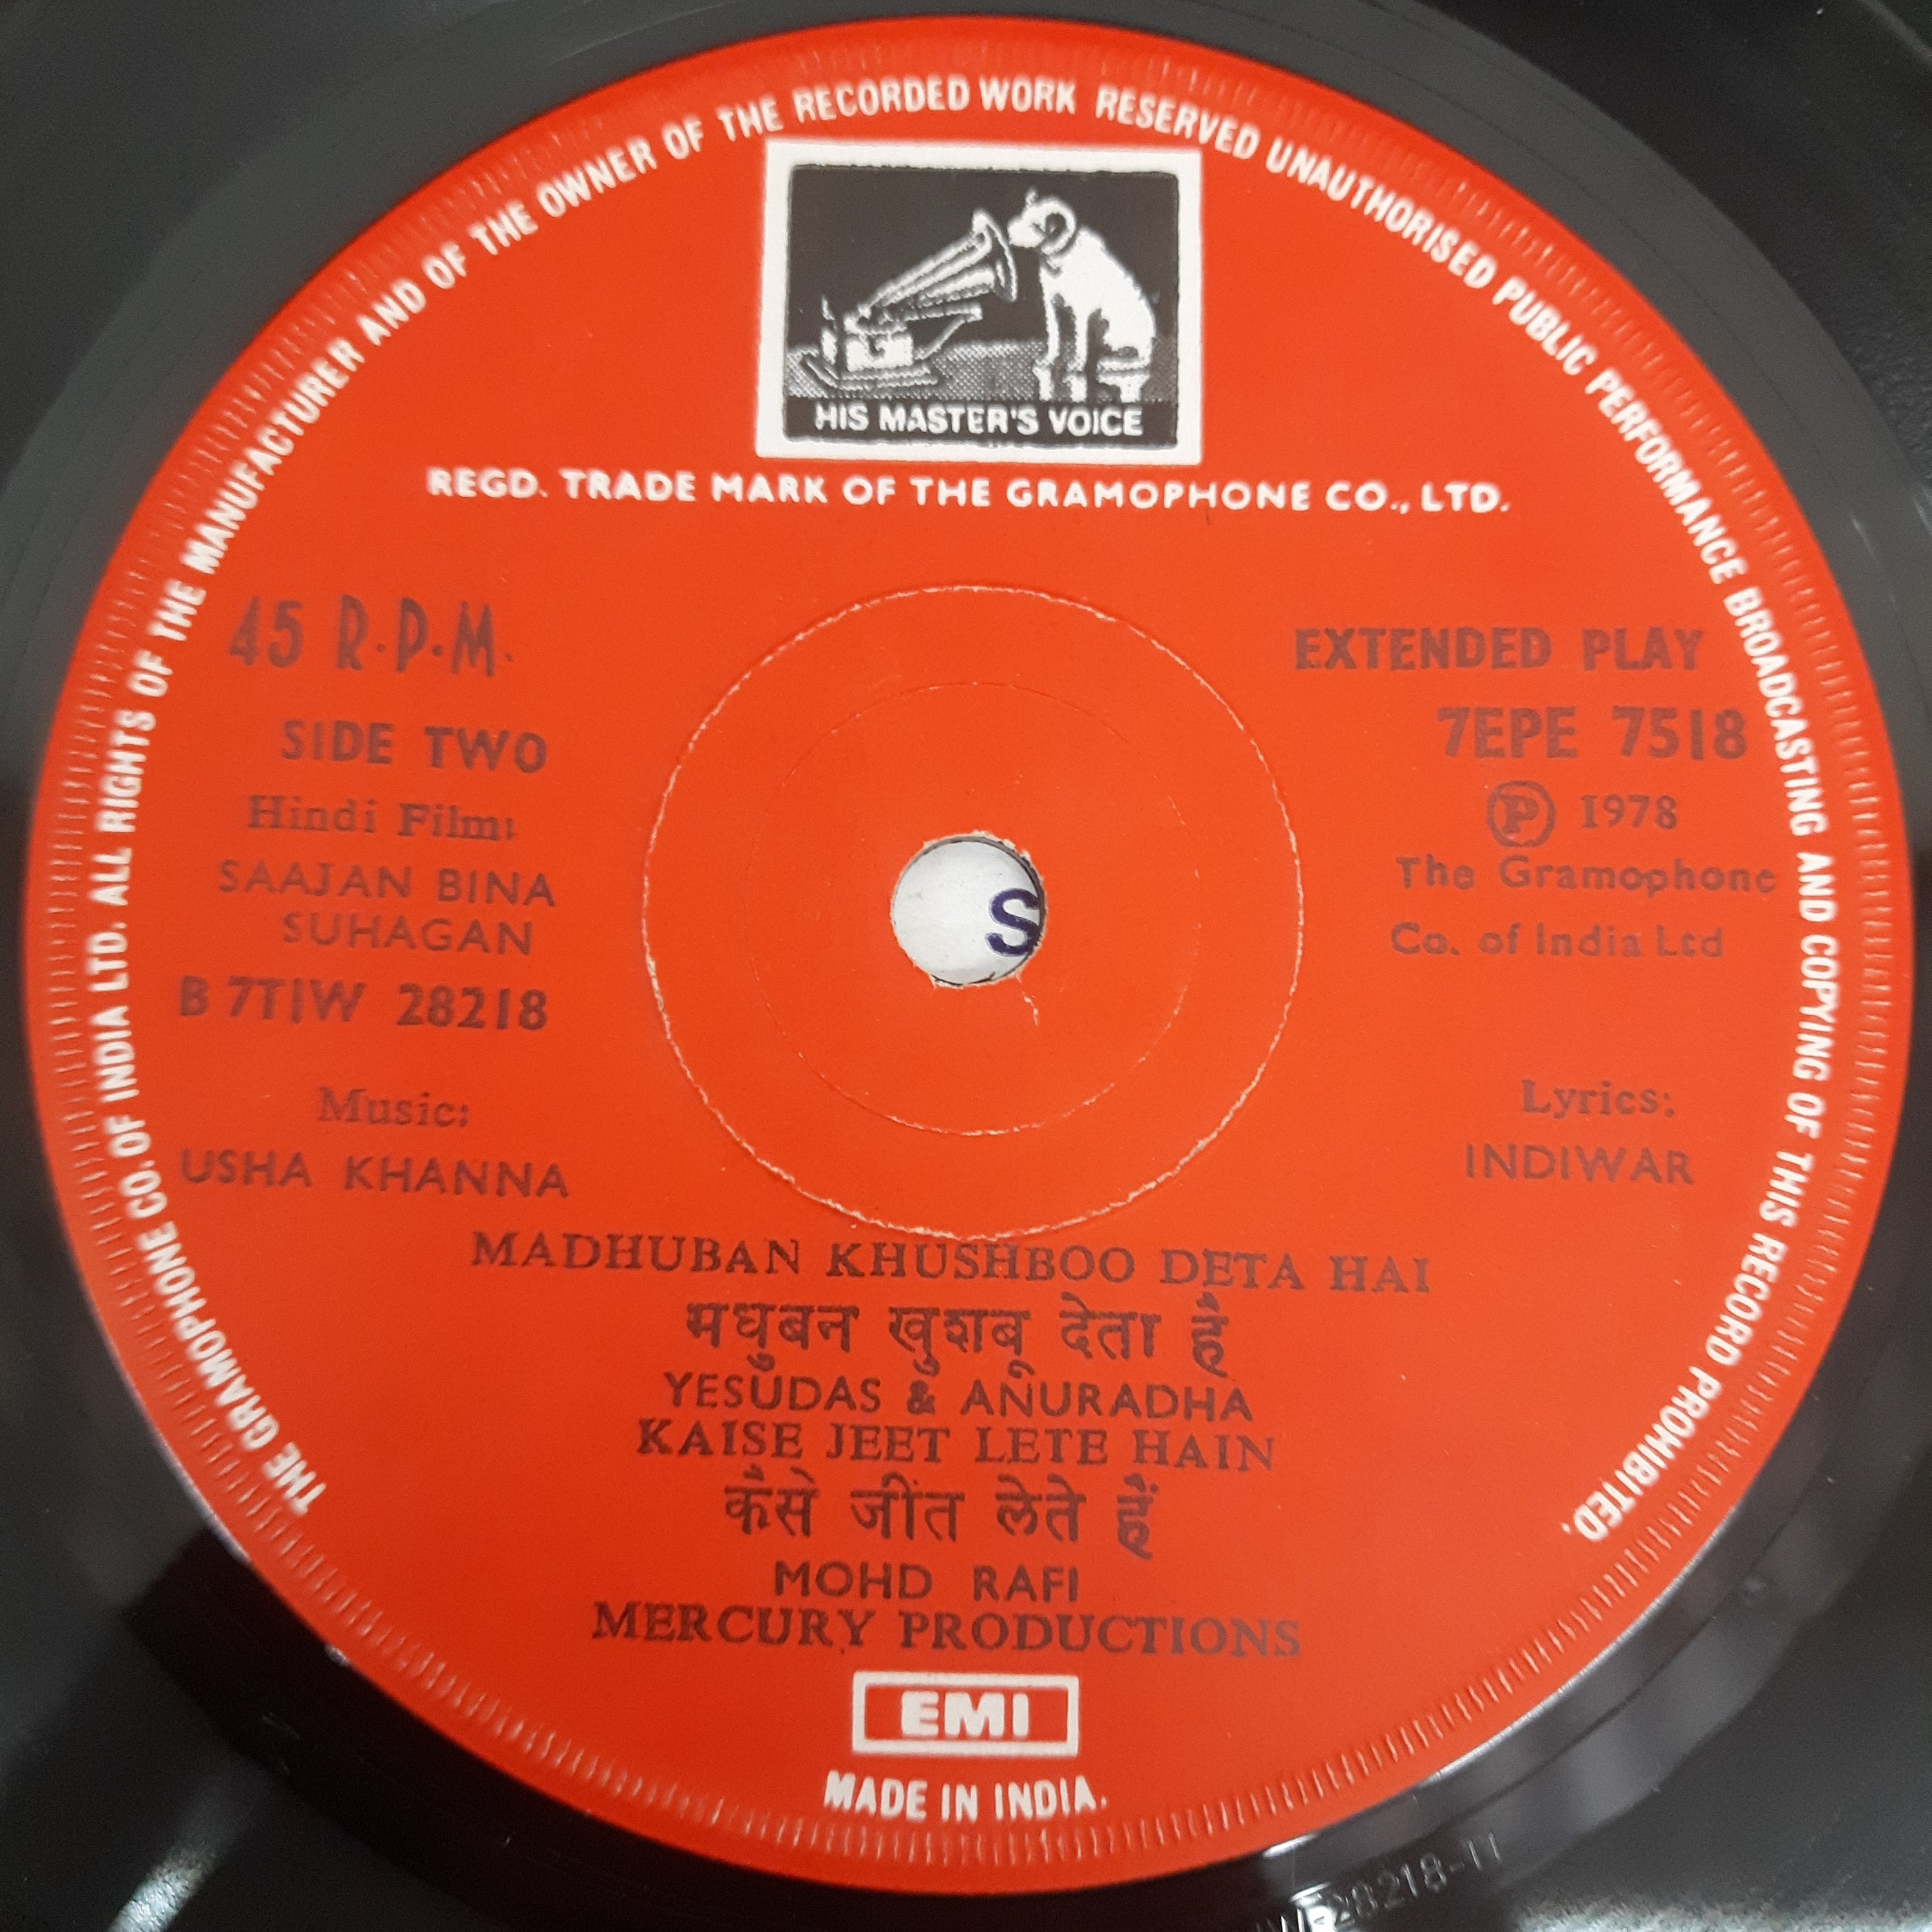 THE GRAMOPHONE CO. OF INDIA LTD. ALL RIGHTS OF THE MANUFACTURER AND OF THE OWNER OF THE RECORDED WORK RESERVED UNAUTHORISED PUBLIC PERFORMANCE BROADCASTING AND COPYING OF THIS RECORD PROHIBITED.
HIS MASTER'S VOICE
REGD. TRADE MARK OF THE GRAMOPHONE CO., LTD.
45 R.P.M.
SIDE TWO
Hindi Film:
SAAJAN BINA
SUHAGAN
B 7TIW 28218
Music:
USHA KHANNA
EXTENDED PLAY
7EPE 7518
Ⓟ 1978
The Gramophone
Co. of India Ltd
Lyrics:
INDIWAR
S
MADHUBAN KHUSHBOO DETA HAI
मधुबन खुशबू देता है
YESUDAS & ANURADHA
KAISE JEET LETE HAIN
कैसे जीत लेते हैं
MOHD RAFI
MERCURY PRODUCTIONS
EMI
MADE IN INDIA.
28218-11